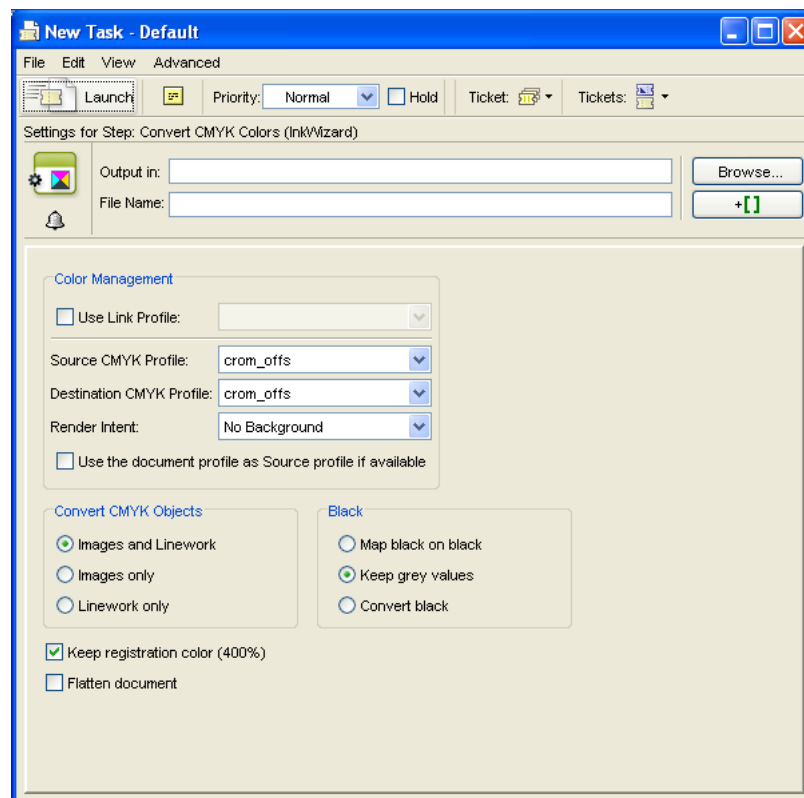 New Task - Default
File Edit View Advanced
Launch Priority: Normal Hold Ticket: Tickets:
Settings for Step: Convert CMYK Colors (InkWizard)
Output in: Browse...
File Name: +[]
Color Management
Use Link Profile:
Source CMYK Profile: crom_offs
Destination CMYK Profile: crom_offs
Render Intent: No Background
Use the document profile as Source profile if available
Convert CMYK Objects Black
Images and Linework Map black on black
Images only Keep grey values
Linework only Convert black
Keep registration color (400%)
Flatten document